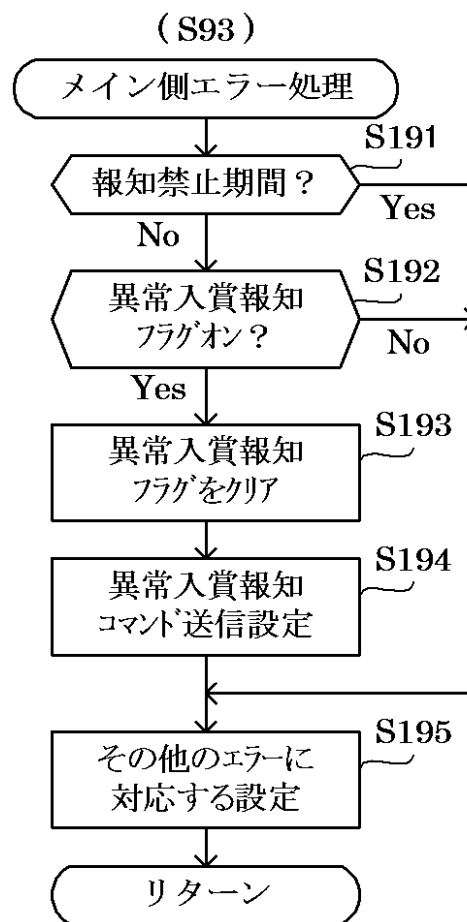 (S93)
メイン側エラー処理
S191
報知禁止期間？
Yes
No
S192
異常入賞報知
フラグオン？
No
Yes
S193
異常入賞報知
フラグをクリア
S194
異常入賞報知
コマンド送信設定
S195
その他のエラーに
対応する設定
リターン